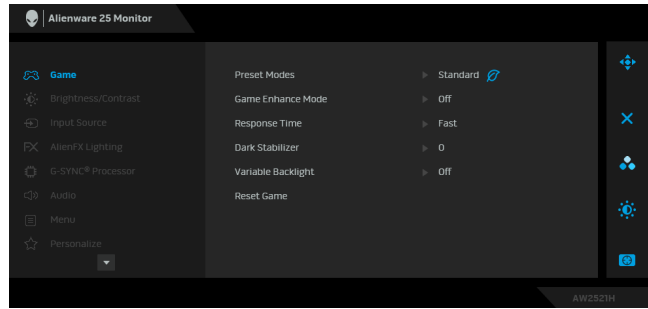 Alienware 25 Monitor
Game
Preset Modes Standard
Brightness/Contrast
Game Enhance Mode Off
Input Source
Response Time Fast
FX AlienFX Lighting
Dark Stabilizer 0
G-SYNC® Processor
Variable Backlight Off
Audio
Reset Game
Menu
Personalize
AW2521H